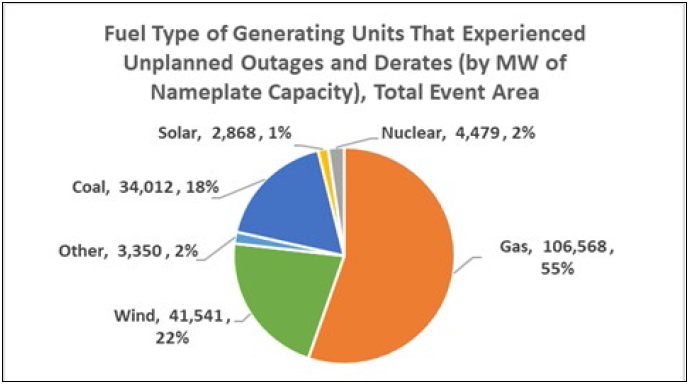 Fuel Type of Generating Units That Experienced
Unplanned Outages and Derates (by MW of
Nameplate Capacity), Total Event Area
Solar, 2,868, 1%
Nuclear, 4,479, 2%
Coal, 34,012, 18%
Other, 3,350, 2%
Gas, 106,568,
55%
Wind, 41,541,
22%